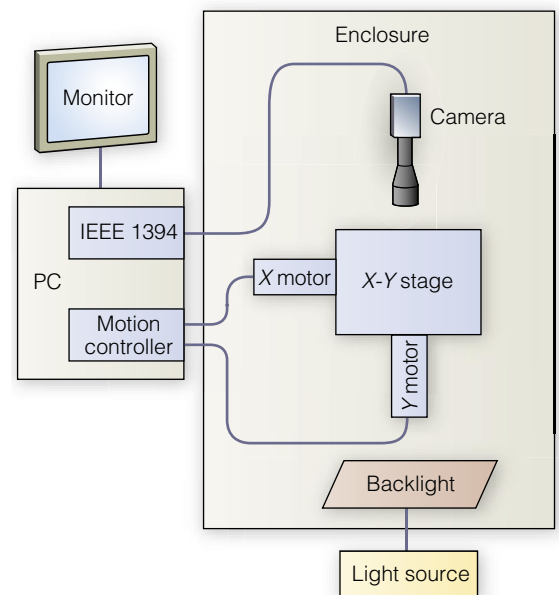 Enclosure
Monitor
Camera
IEEE 1394
PC
X motor
X-Y stage
Motion
controller
Y motor
Backlight
Light source